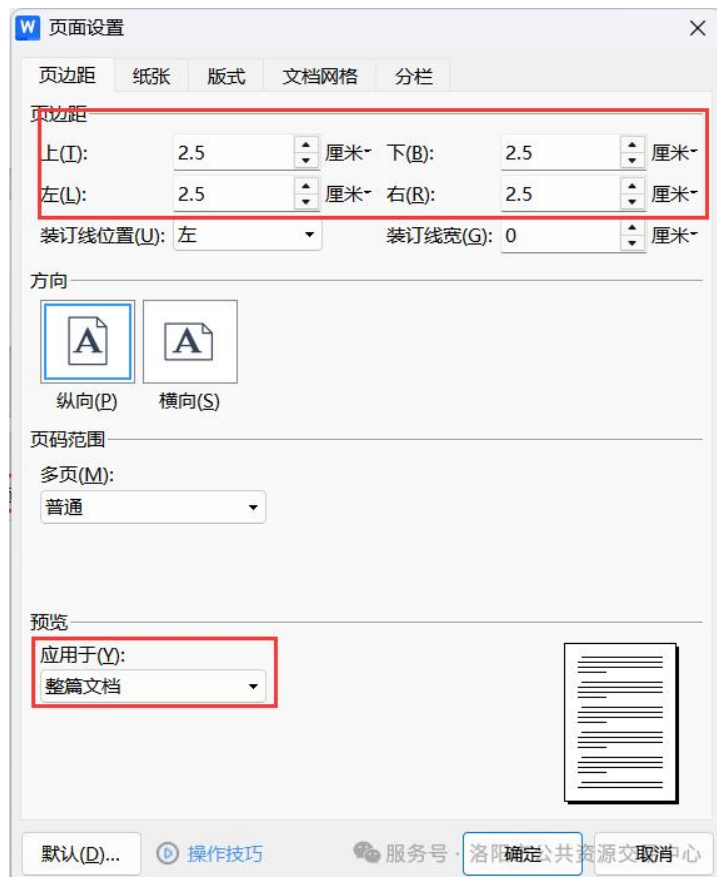 W 页面设置
页边距 纸张 版式 文档网格 分栏
页边距
上(T): 2.5 厘米 下(B): 2.5 厘米
左(L): 2.5 厘米 右(R): 2.5 厘米
装订线位置(U): 左 装订线宽(G): 0 厘米
方向
A A
纵向(P) 横向(S)
页码范围
多页(M):
普通
预览
应用于(Y):
整篇文档
默认(D)... 操作技巧 确定 取消
服务号 · 洛阳 公共资源交 中心